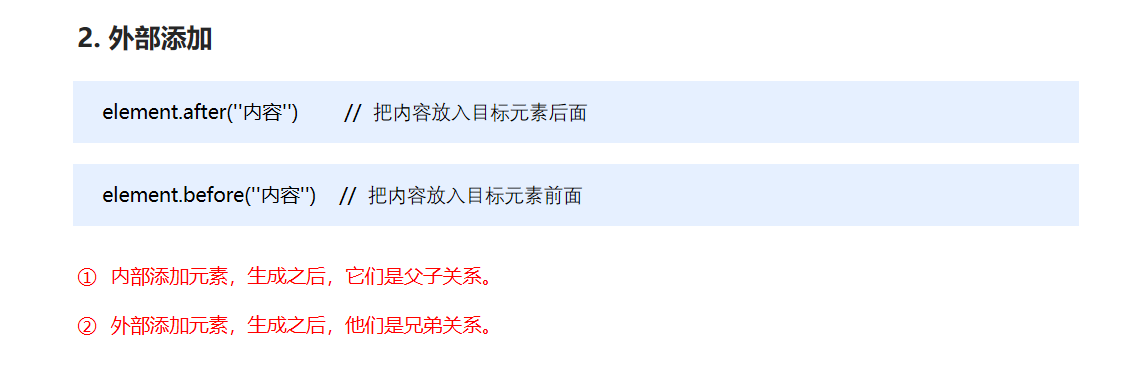 2. 外部添加
element.after(''内容'') // 把内容放入目标元素后面
element.before(''内容'') // 把内容放入目标元素前面
① 内部添加元素，生成之后，它们是父子关系。
② 外部添加元素，生成之后，他们是兄弟关系。